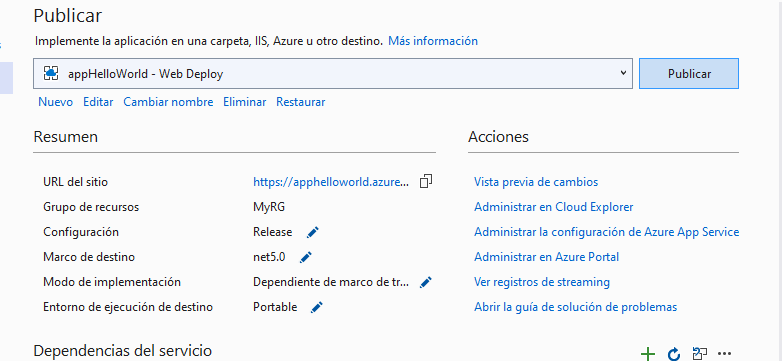 Publicar
Implemente la aplicación en una carpeta, IIS, Azure u otro destino. Más información
appHelloWorld - Web Deploy
Publicar
Nuevo Editar Cambiar nombre Eliminar Restaurar
Resumen
Acciones
URL del sitio https://apphelloworld.azure...
Vista previa de cambios
Grupo de recursos MyRG
Administrar en Cloud Explorer
Configuración Release
Administrar la configuración de Azure App Service
Marco de destino net5.0
Administrar en Azure Portal
Modo de implementación Dependiente de marco de tr...
Ver registros de streaming
Entorno de ejecución de destino Portable
Abrir la guía de solución de problemas
Dependencias del servicio